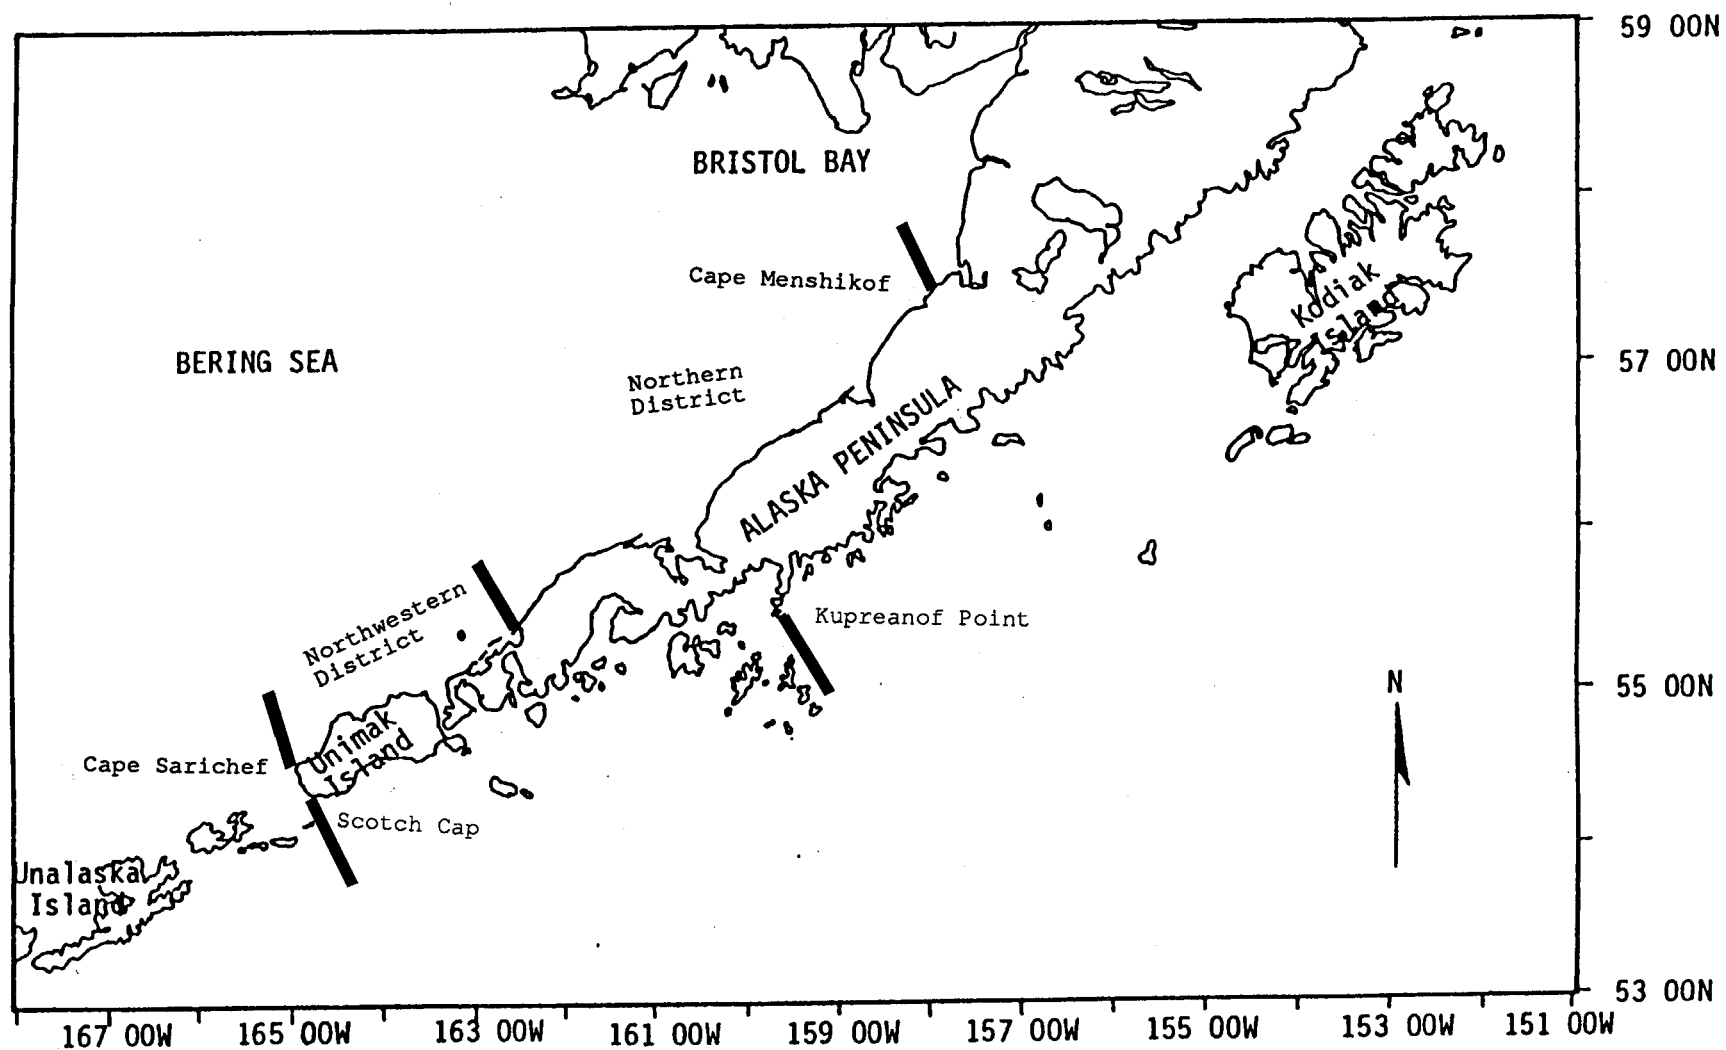 59 00N
BRISTOL BAY
Cape Menshikof
Kodiak
Island
BERING SEA
57 00N
Northern
District
ALASKA PENINSULA
Northwestern
District
Kupreanof Point
N
55 00N
Unimak
Island
Cape Sarichef
Scotch Cap
Unalaska
Island
53 00N
167 00W 165 00W 163 00W 161 00W 159 00W 157 00W 155 00W 153 00W 151 00W